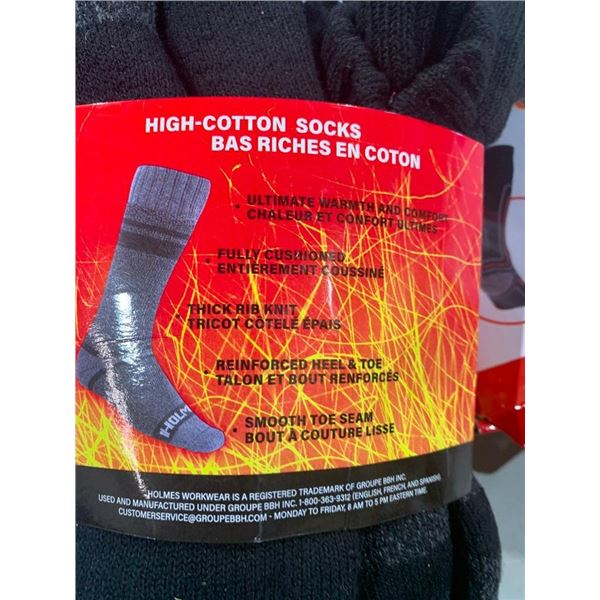 HIGH-COTTON SOCKS
BAS RICHES EN COTON
• ULTIMATE WARMTH AND COMFORT
CHALEUR ET CONFORT ULTIMES
• FULLY CUSHIONED
ENTIÈREMENT COUSSINÉ
• THICK RIB KNIT
TRICOT CÔTELÉ ÉPAIS
• REINFORCED HEEL & TOE
TALON ET BOUT RENFORCÉS
• SMOOTH TOE SEAM
BOUT À COUTURE LISSE
HOLM
HOLMES WORKWEAR IS A REGISTERED TRADEMARK OF GROUPE BBH INC.
USED AND MANUFACTURED UNDER GROUPE BBH INC. 1-800-363-9312 (ENGLISH, FRENCH, AND SPANISH)
CUSTOMERSERVICE@GROUPEBBH.COM - MONDAY TO FRIDAY, 8 AM TO 5 PM EASTERN TIME.